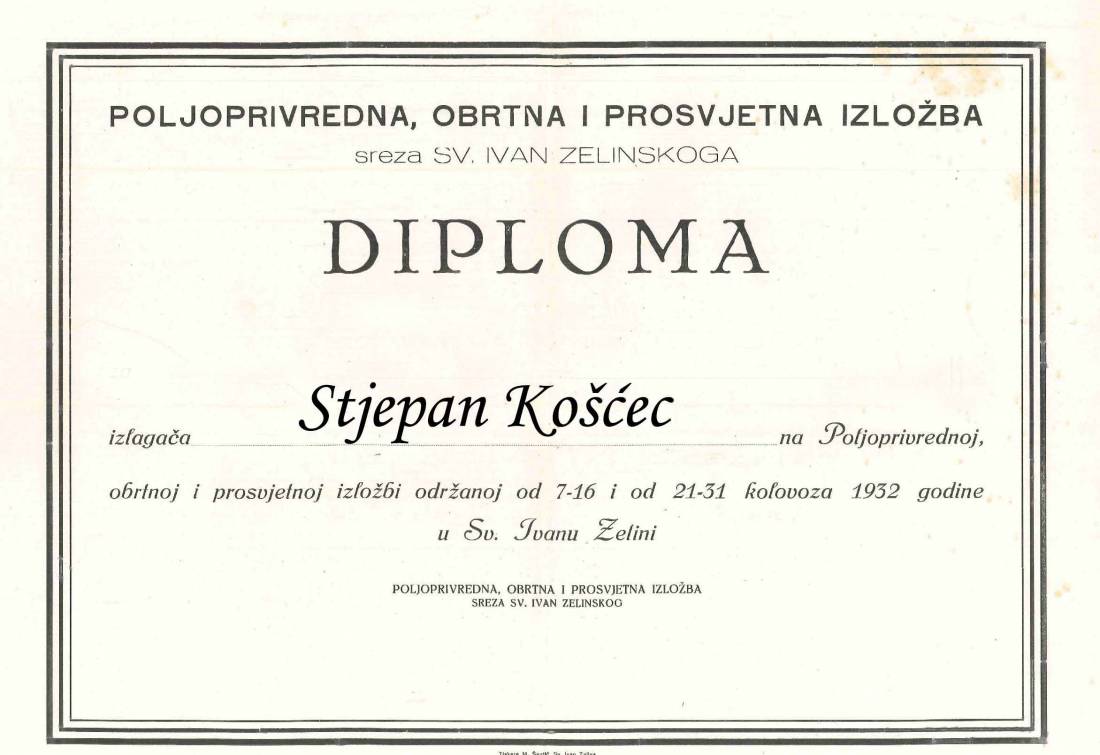 POLJOPRIVREDNA, OBRTNA I PROSVJETNA IZLOŽBA
sreza SV. IVAN ZELINSKOGA
DIPLOMA
Stjepan Košćec
izlagača na Poljoprivrednoj,
obrtnoj i prosvjetnoj izložbi održanoj od 7-16 i od 21-31 kolovoza 1932 godine
u Sv. Ivanu Zelini
POLJOPRIVREDNA, OBRTNA I PROSVJETNA IZLOŽBA
SREZA SV. IVAN ZELINSKOG